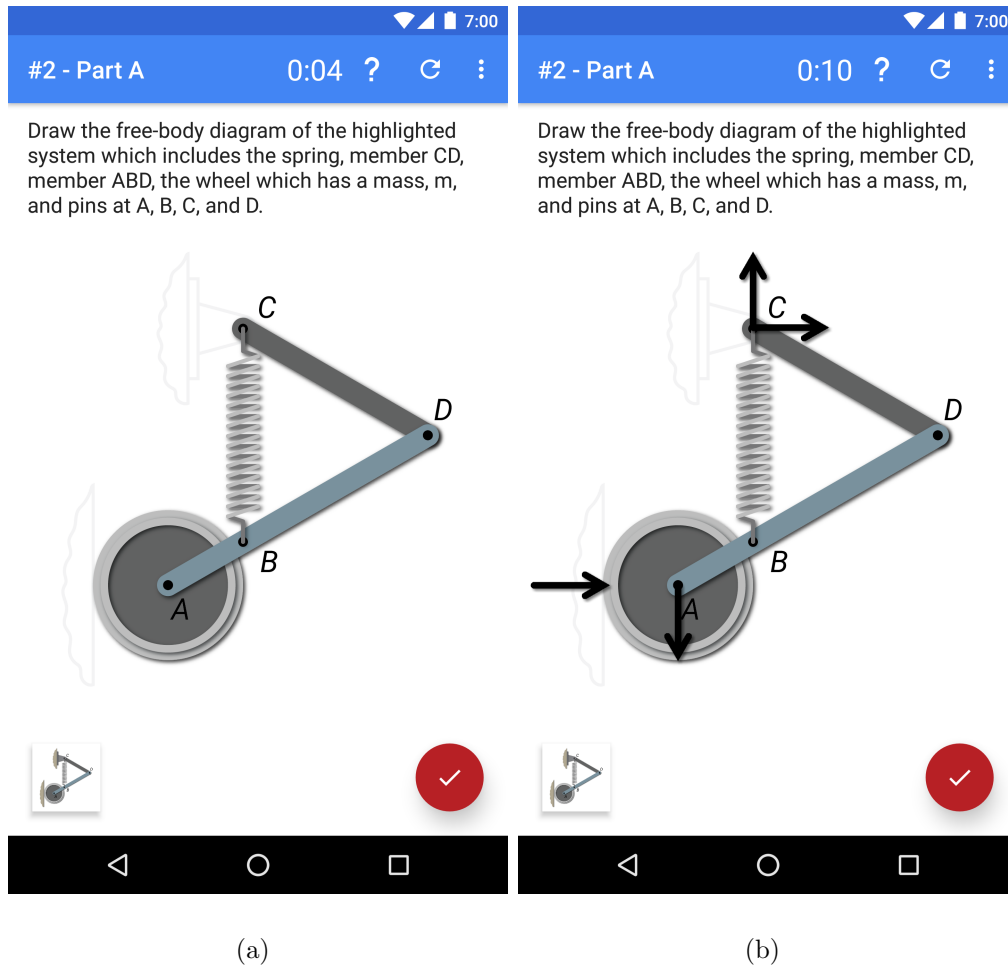 7:00
#2 - Part A 0:04 ?
Draw the free-body diagram of the highlighted
system which includes the spring, member CD,
member ABD, the wheel which has a mass, m,
and pins at A, B, C, and D.
C
D
B
A
(a)
7:00
#2 - Part A 0:10 ?
Draw the free-body diagram of the highlighted
system which includes the spring, member CD,
member ABD, the wheel which has a mass, m,
and pins at A, B, C, and D.
C
D
B
A
(b)